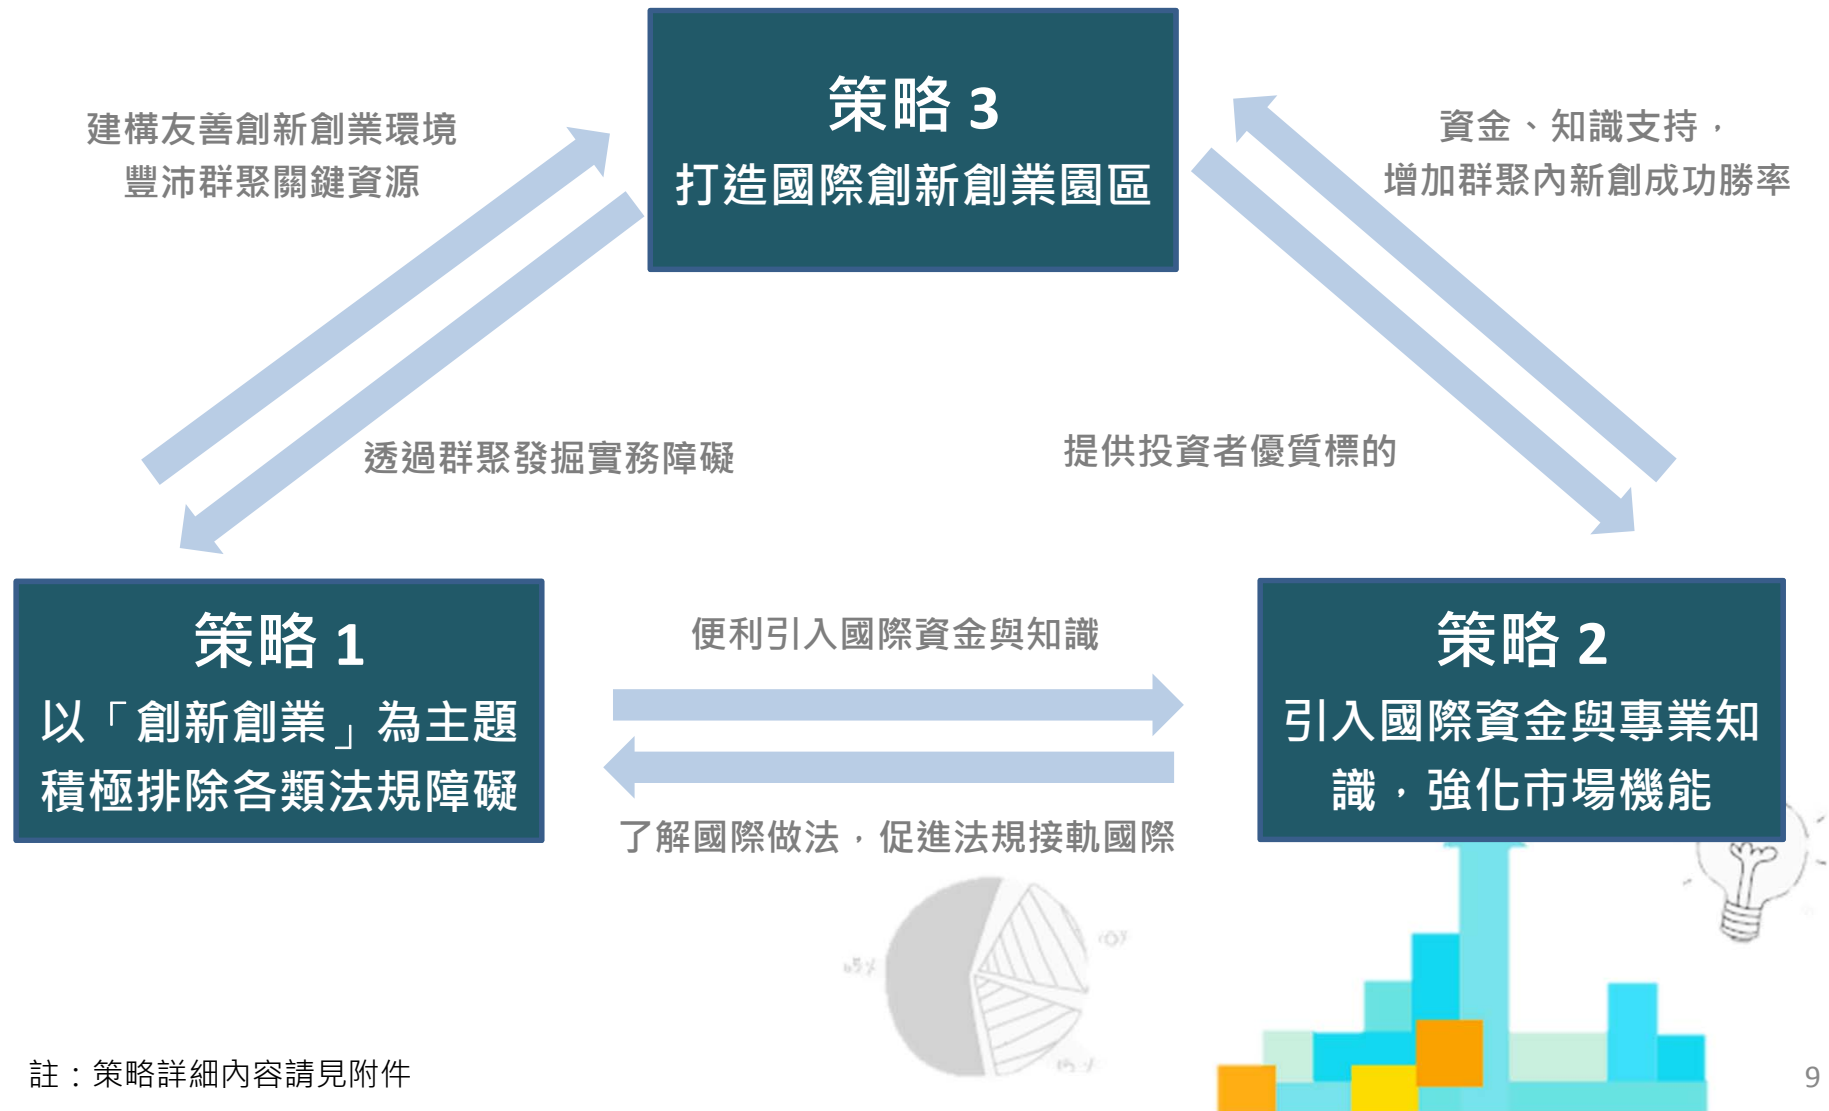 策略 3
打造國際創新創業園區
建構友善創新創業環境
豐沛群聚關鍵資源
資金、知識支持，
增加群聚內新創成功勝率
透過群聚發掘實務障礙
提供投資者優質標的
策略 1
以「創新創業」為主題
積極排除各類法規障礙
便利引入國際資金與知識
了解國際做法，促進法規接軌國際
策略 2
引入國際資金與專業知
識，強化市場機能
註：策略詳細內容請見附件
9